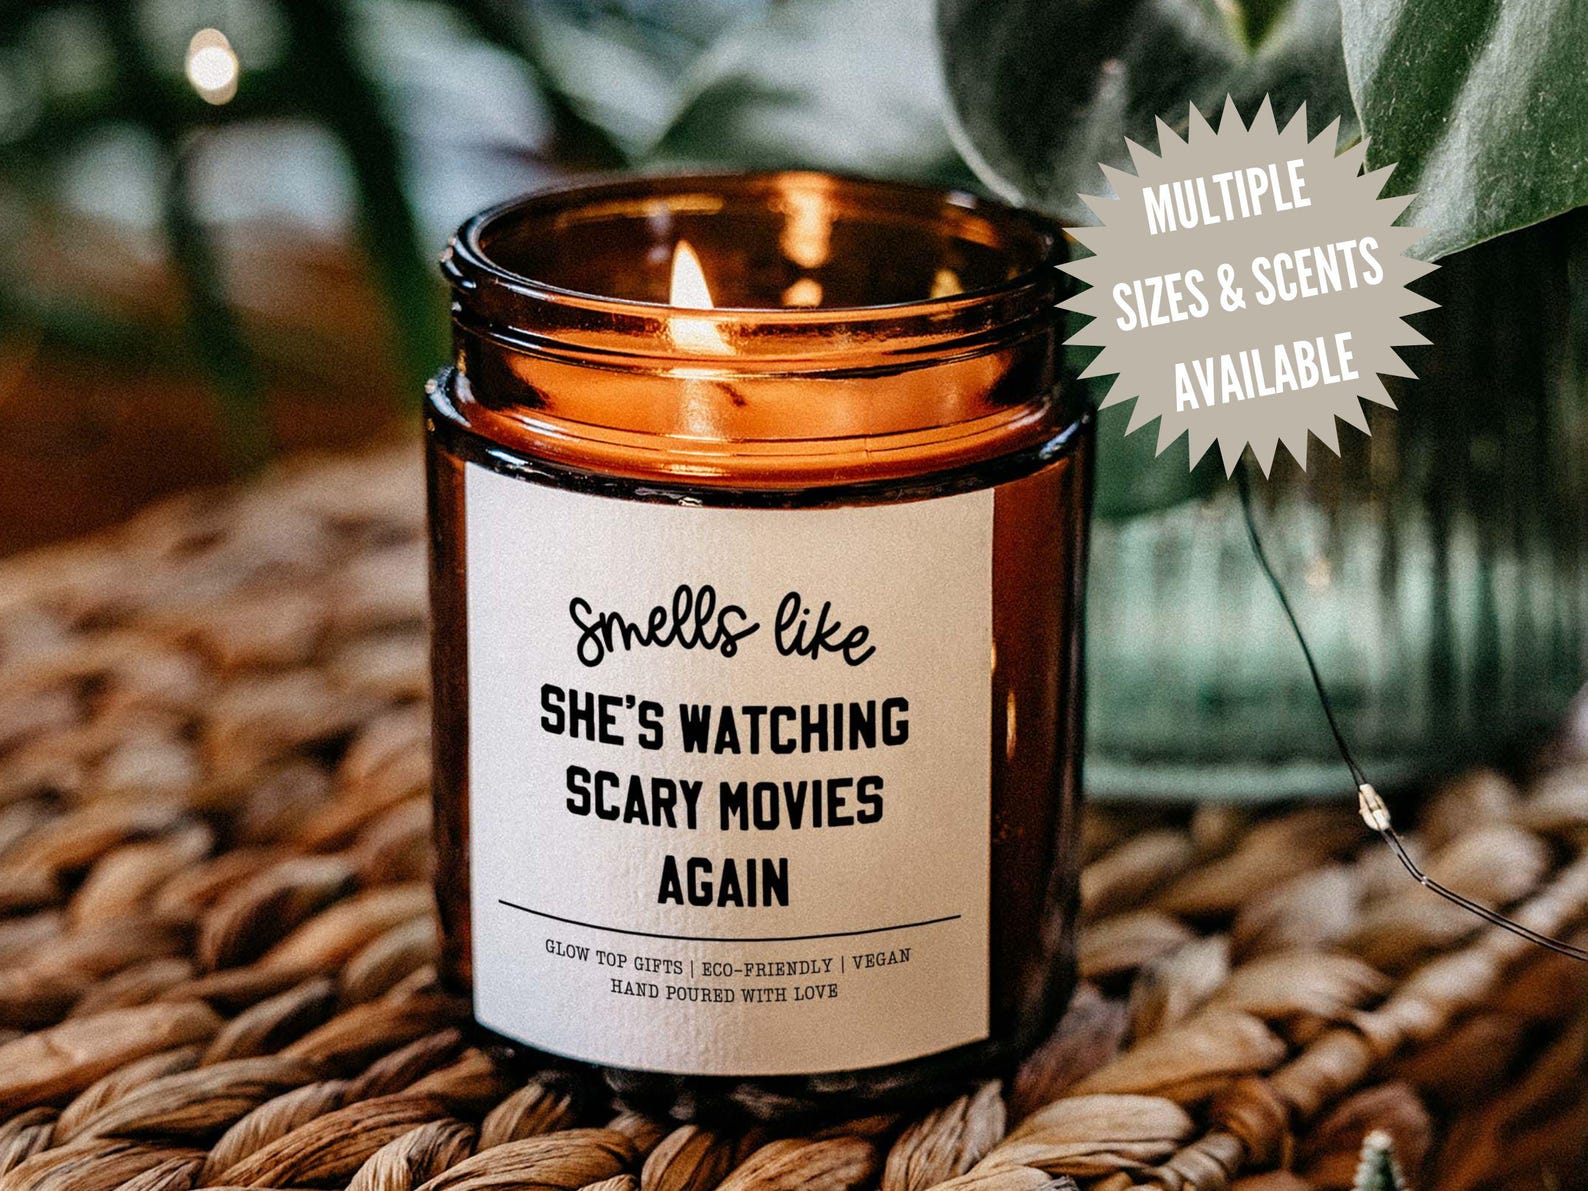 MULTIPLE
SIZES & SCENTS
AVAILABLE
smells like
SHE'S WATCHING
SCARY MOVIES
AGAIN
GLOW TOP GIFTS | ECO-FRIENDLY | VEGAN
HAND POURED WITH LOVE